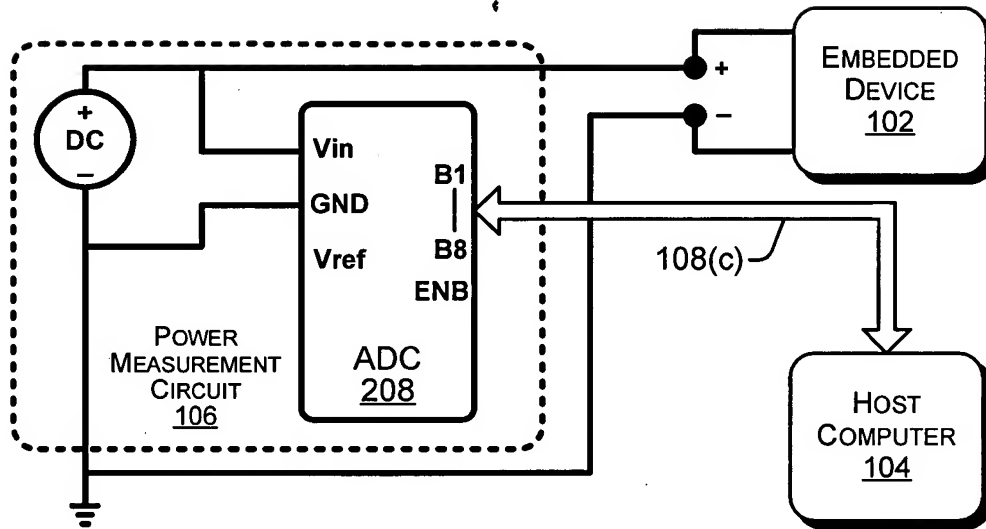 +
DC
−
Vin
GND
Vref
B1
B8
ENB
ADC
208
POWER
MEASUREMENT
CIRCUIT
106
+
−
EMBEDDED
DEVICE
102
108(c)
HOST
COMPUTER
104